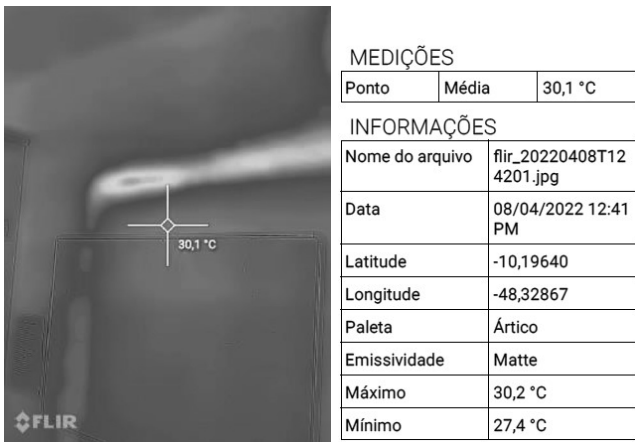 30,1 °C
FLIR
MEDIÇÕES
Ponto Média 30,1 °C
INFORMAÇÕES
Nome do arquivo flir_20220408T12
4201.jpg
Data 08/04/2022 12:41
PM
Latitude -10,19640
Longitude -48,32867
Paleta Ártico
Emissividade Matte
Máximo 30,2 °C
Mínimo 27,4 °C